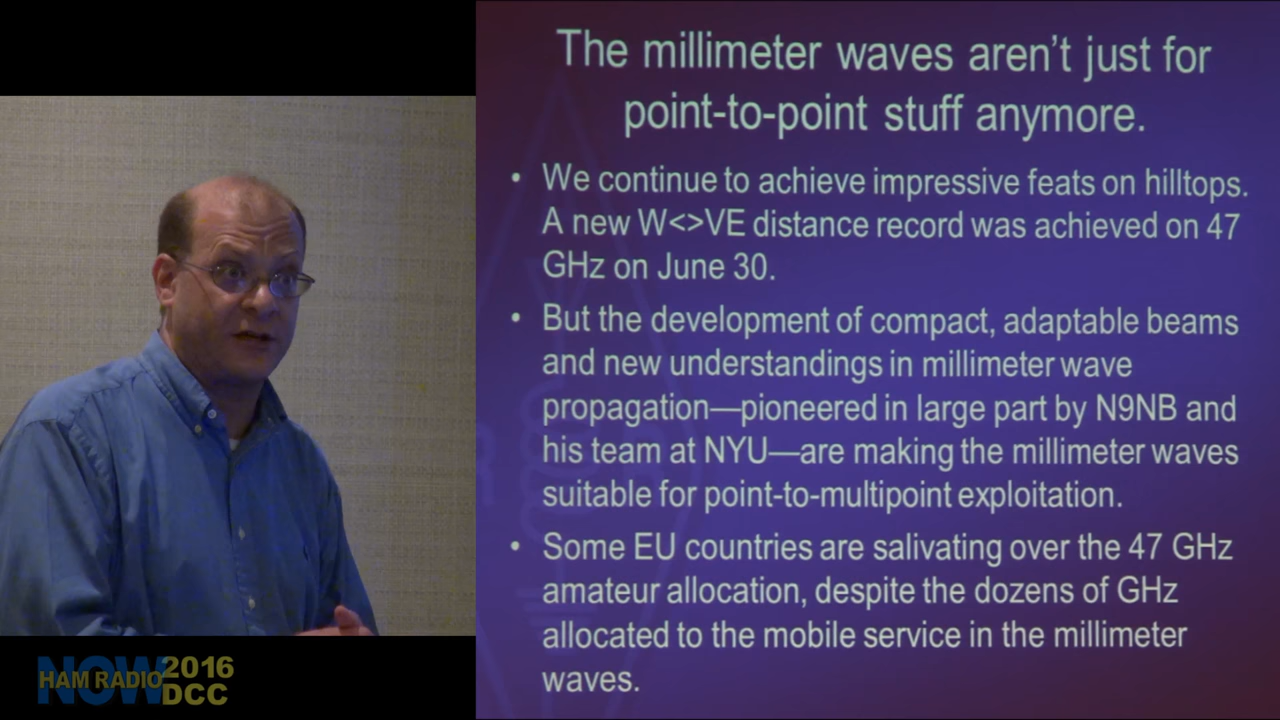 The millimeter waves aren't just for
point-to-point stuff anymore.
• We continue to achieve impressive feats on hilltops.
A new W<>VE distance record was achieved on 47
GHz on June 30.
• But the development of compact, adaptable beams
and new understandings in millimeter wave
propagation—pioneered in large part by N9NB and
his team at NYU—are making the millimeter waves
suitable for point-to-multipoint exploitation.
• Some EU countries are salivating over the 47 GHz
amateur allocation, despite the dozens of GHz
allocated to the mobile service in the millimeter
waves.
NOW
HAM RADIO
2016
DCC